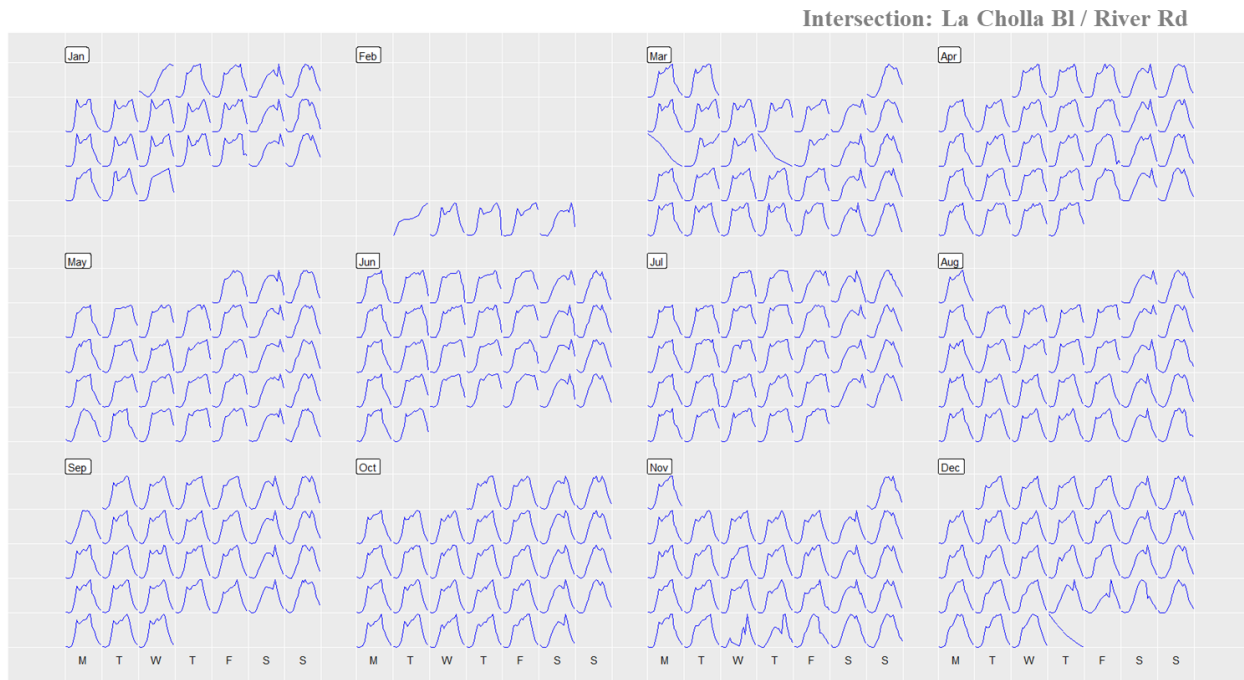 Intersection: La Cholla Bl / River Rd
Jan
Feb
Mar
Apr
May
Jun
Jul
Aug
Sep
Oct
Nov
Dec
M T W T F S S M T W T F S S M T W T F S S M T W T F S S